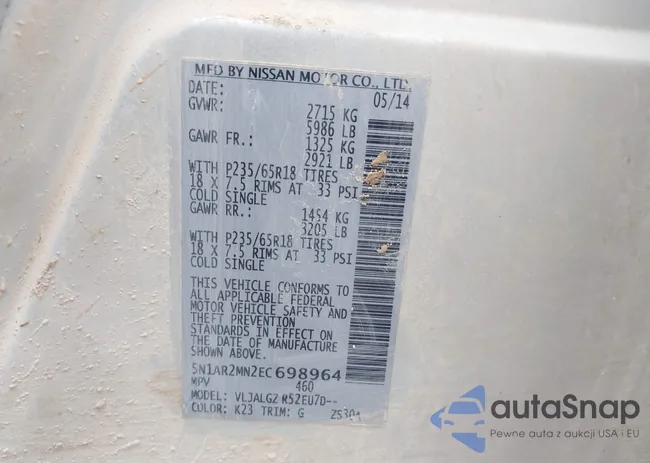 MFD BY NISSAN MOTOR CO., LTD.
DATE: 05/14
GVWR: 2715 KG
5986 LB
GAWR FR.: 1325 KG
2921 LB
WITH P235/65R18 TIRES
18 X 7.5 RIMS AT 33 PSI
COLD SINGLE
GAWR RR.: 1454 KG
3205 LB
WITH P235/65R18 TIRES
18 X 7.5 RIMS AT 33 PSI
COLD SINGLE
THIS VEHICLE CONFORMS TO
ALL APPLICABLE FEDERAL
MOTOR VEHICLE SAFETY AND
THEFT PREVENTION
STANDARDS IN EFFECT ON
THE DATE OF MANUFACTURE
SHOWN ABOVE.
5N1AR2MN2EC698964
MPV 460
MODEL: VLJALGZ R52EU7D--
COLOR: K23 TRIM: G
autoSnap
Pewne auta z aukcji USA i EU